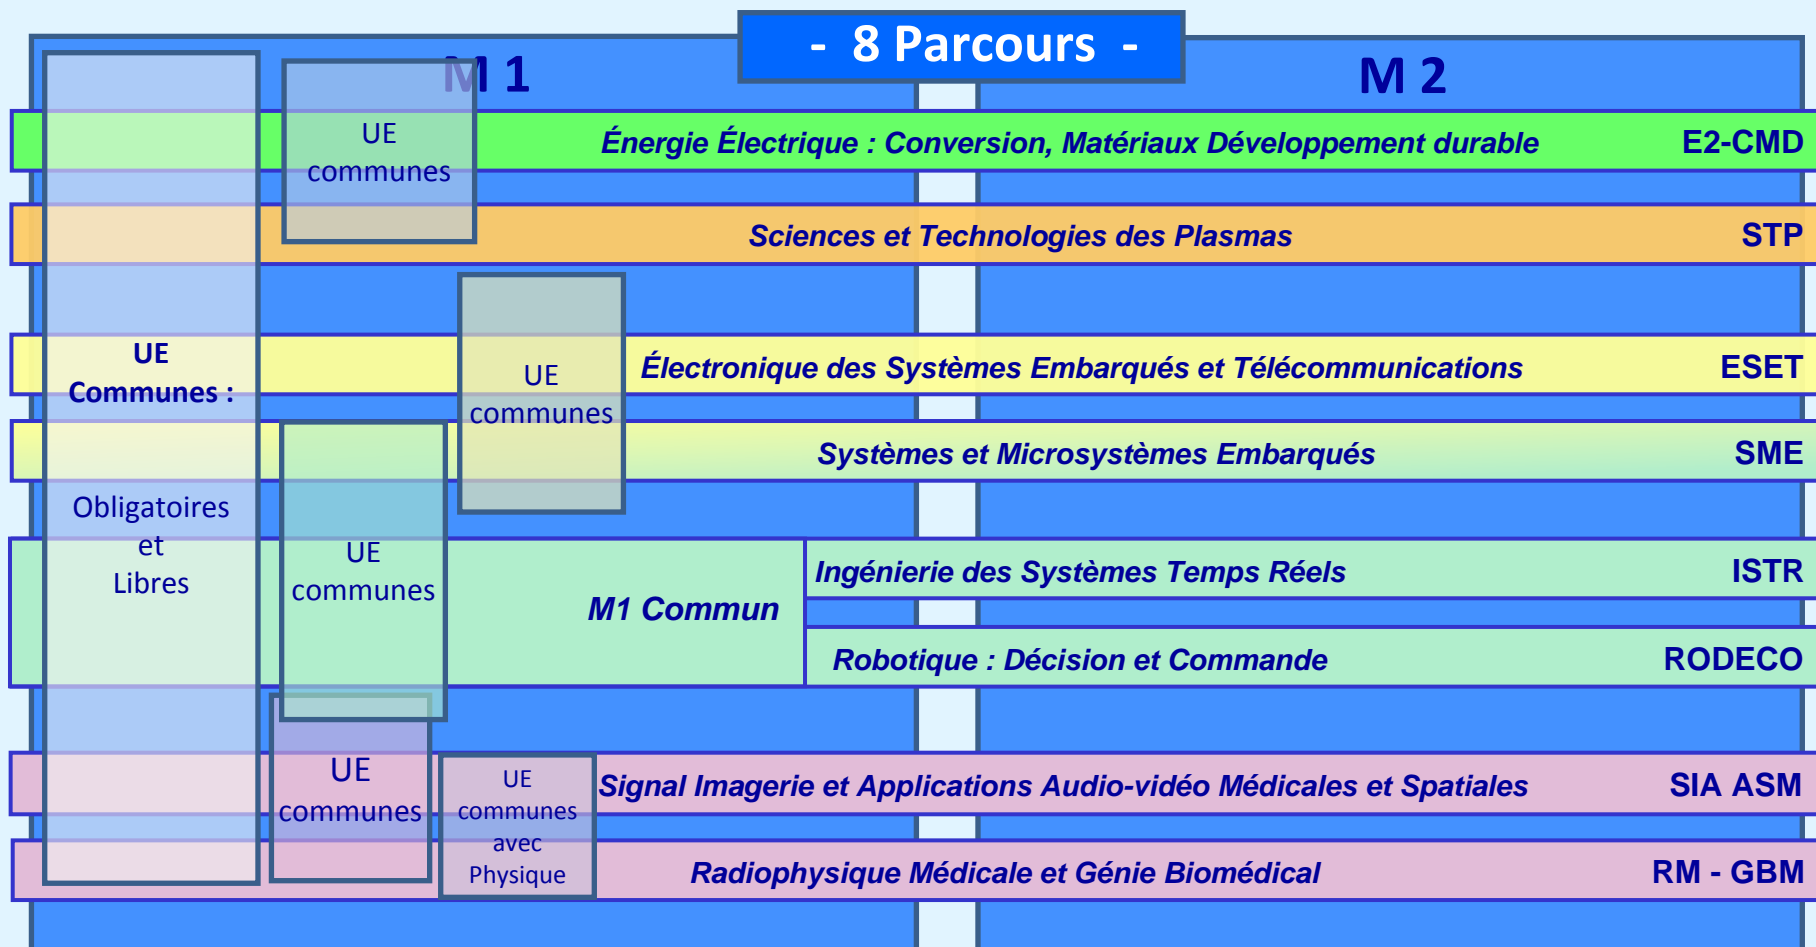 - 8 Parcours -
M 1
M 2
UE
communes
Énergie Électrique : Conversion, Matériaux Développement durable
E2-CMD
Sciences et Technologies des Plasmas
STP
UE
Communes :
Obligatoires
et
Libres
UE
communes
Électronique des Systèmes Embarqués et Télécommunications
ESET
Systèmes et Microsystèmes Embarqués
SME
UE
communes
M1 Commun
Ingénierie des Systèmes Temps Réels
ISTR
Robotique : Décision et Commande
RODECO
UE
communes
UE
communes
avec
Physique
Signal Imagerie et Applications Audio-vidéo Médicales et Spatiales
SIA ASM
Radiophysique Médicale et Génie Biomédical
RM - GBM